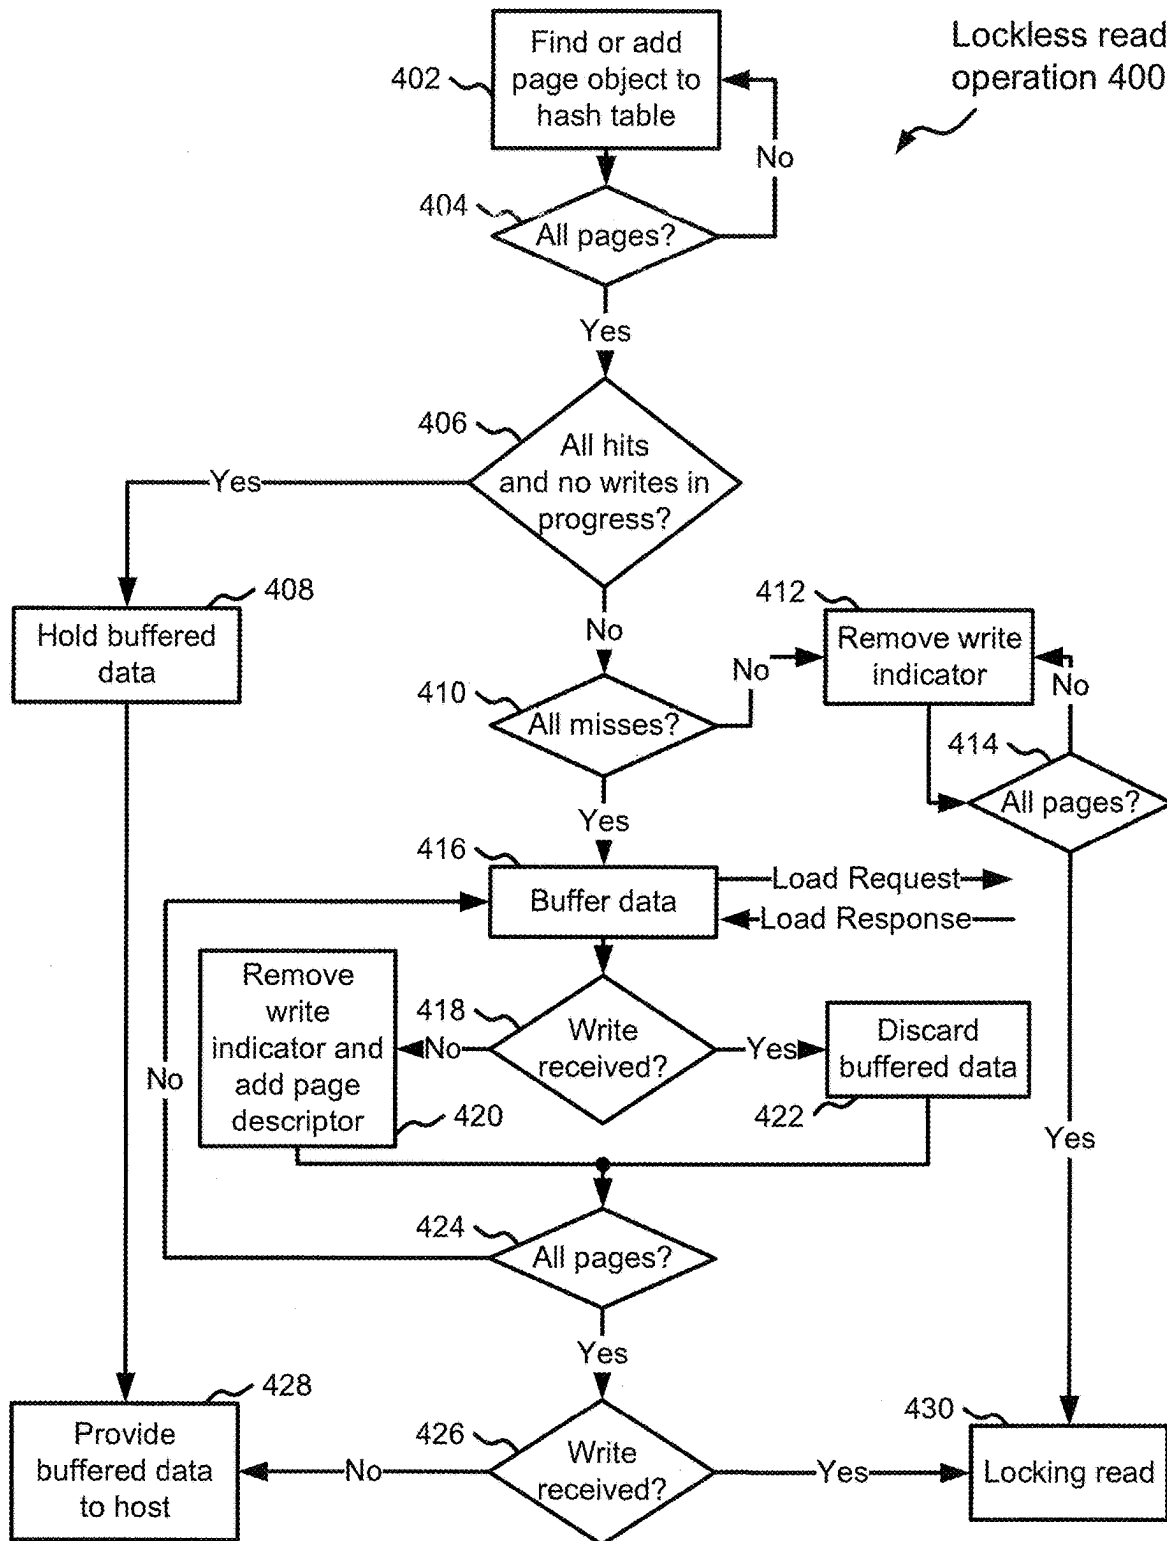 Lockless read
operation 400
402
Find or add
page object to
hash table
No
404
All pages?
Yes
406
All hits
and no writes in
progress?
Yes
408
Hold buffered
data
No
412
Remove write
indicator
410
All misses?
No
No
414
All pages?
Yes
416
Buffer data
Load Request
Load Response
Remove
write
indicator and
add page
descriptor
420
418
Write
received?
No
Yes
Discard
buffered data
422
No
Yes
424
All pages?
Yes
428
Provide
buffered data
to host
426
Write
received?
No
Yes
430
Locking read